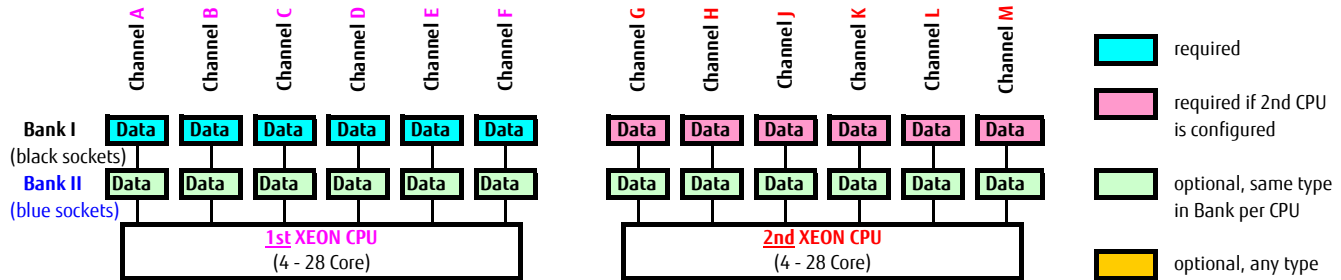 Channel A
Channel B
Channel C
Channel D
Channel E
Channel F
Channel G
Channel H
Channel J
Channel K
Channel L
Channel M
required
required if 2nd CPU
is configured
Bank I
(black sockets)
Data Data Data Data Data Data Data Data Data Data Data Data
Bank II
(blue sockets)
Data Data Data Data Data Data Data Data Data Data Data Data
optional, same type
in Bank per CPU
1st XEON CPU
(4 - 28 Core)
2nd XEON CPU
(4 - 28 Core)
optional, any type